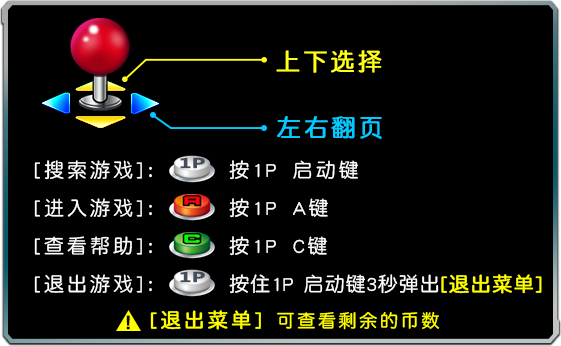 上下选择
左右翻页
[搜索游戏]: 1P 按1P 启动键
[进入游戏]: A 按1P A键
[查看帮助]: C 按1P C键
[退出游戏]: 1P 按住1P 启动键3秒弹出[退出菜单]
[退出菜单] 可查看剩余的币数